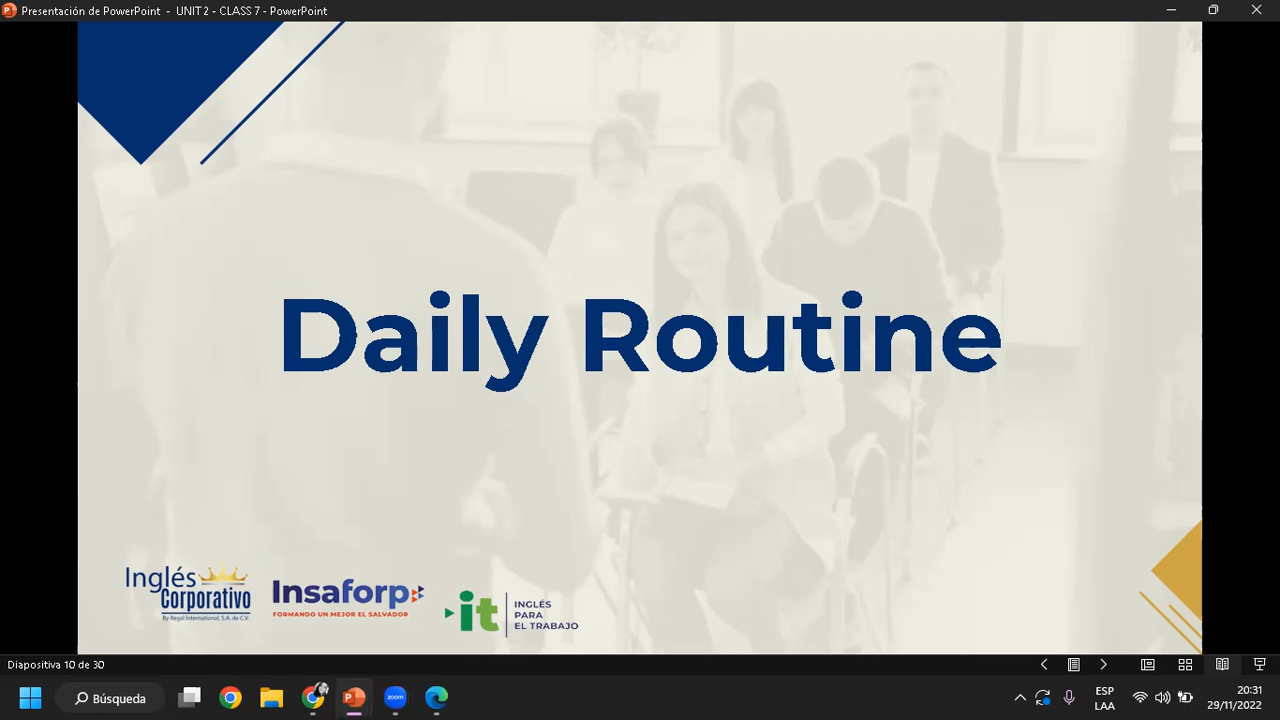 Presentación de PowerPoint - UNIT 2 - CLASS 7 - PowerPoint
Daily Routine
Inglés
Corporativo
By Regal International, S.A. de C.V.
Insaforp
FORMANDO UN MEJOR EL SALVADOR
it
INGLÉS
PARA
EL TRABAJO
Diapositiva 10 de 30
Búsqueda
zoom
ESP
LAA
20:31
29/11/2022